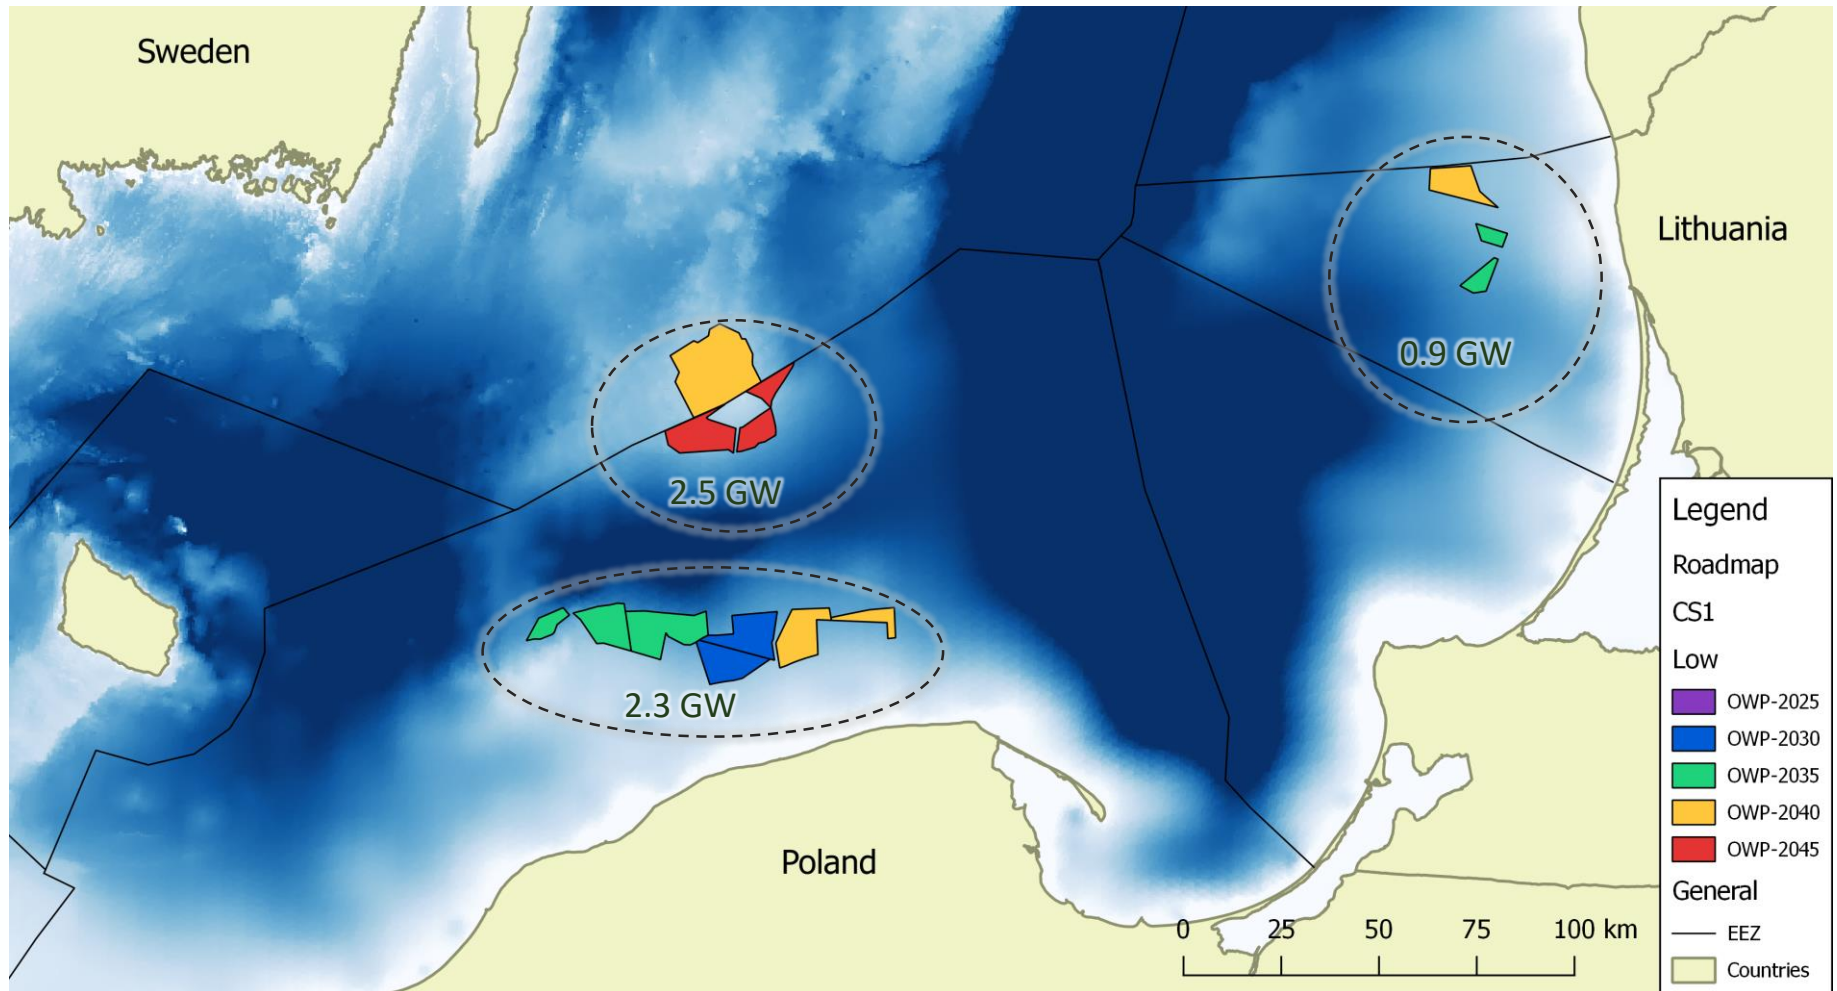 Sweden
Lithuania
0.9 GW
2.5 GW
2.3 GW
Poland
0 25 50 75 100 km
Legend
Roadmap
CS1
Low
OWP-2025
OWP-2030
OWP-2035
OWP-2040
OWP-2045
General
EEZ
Countries